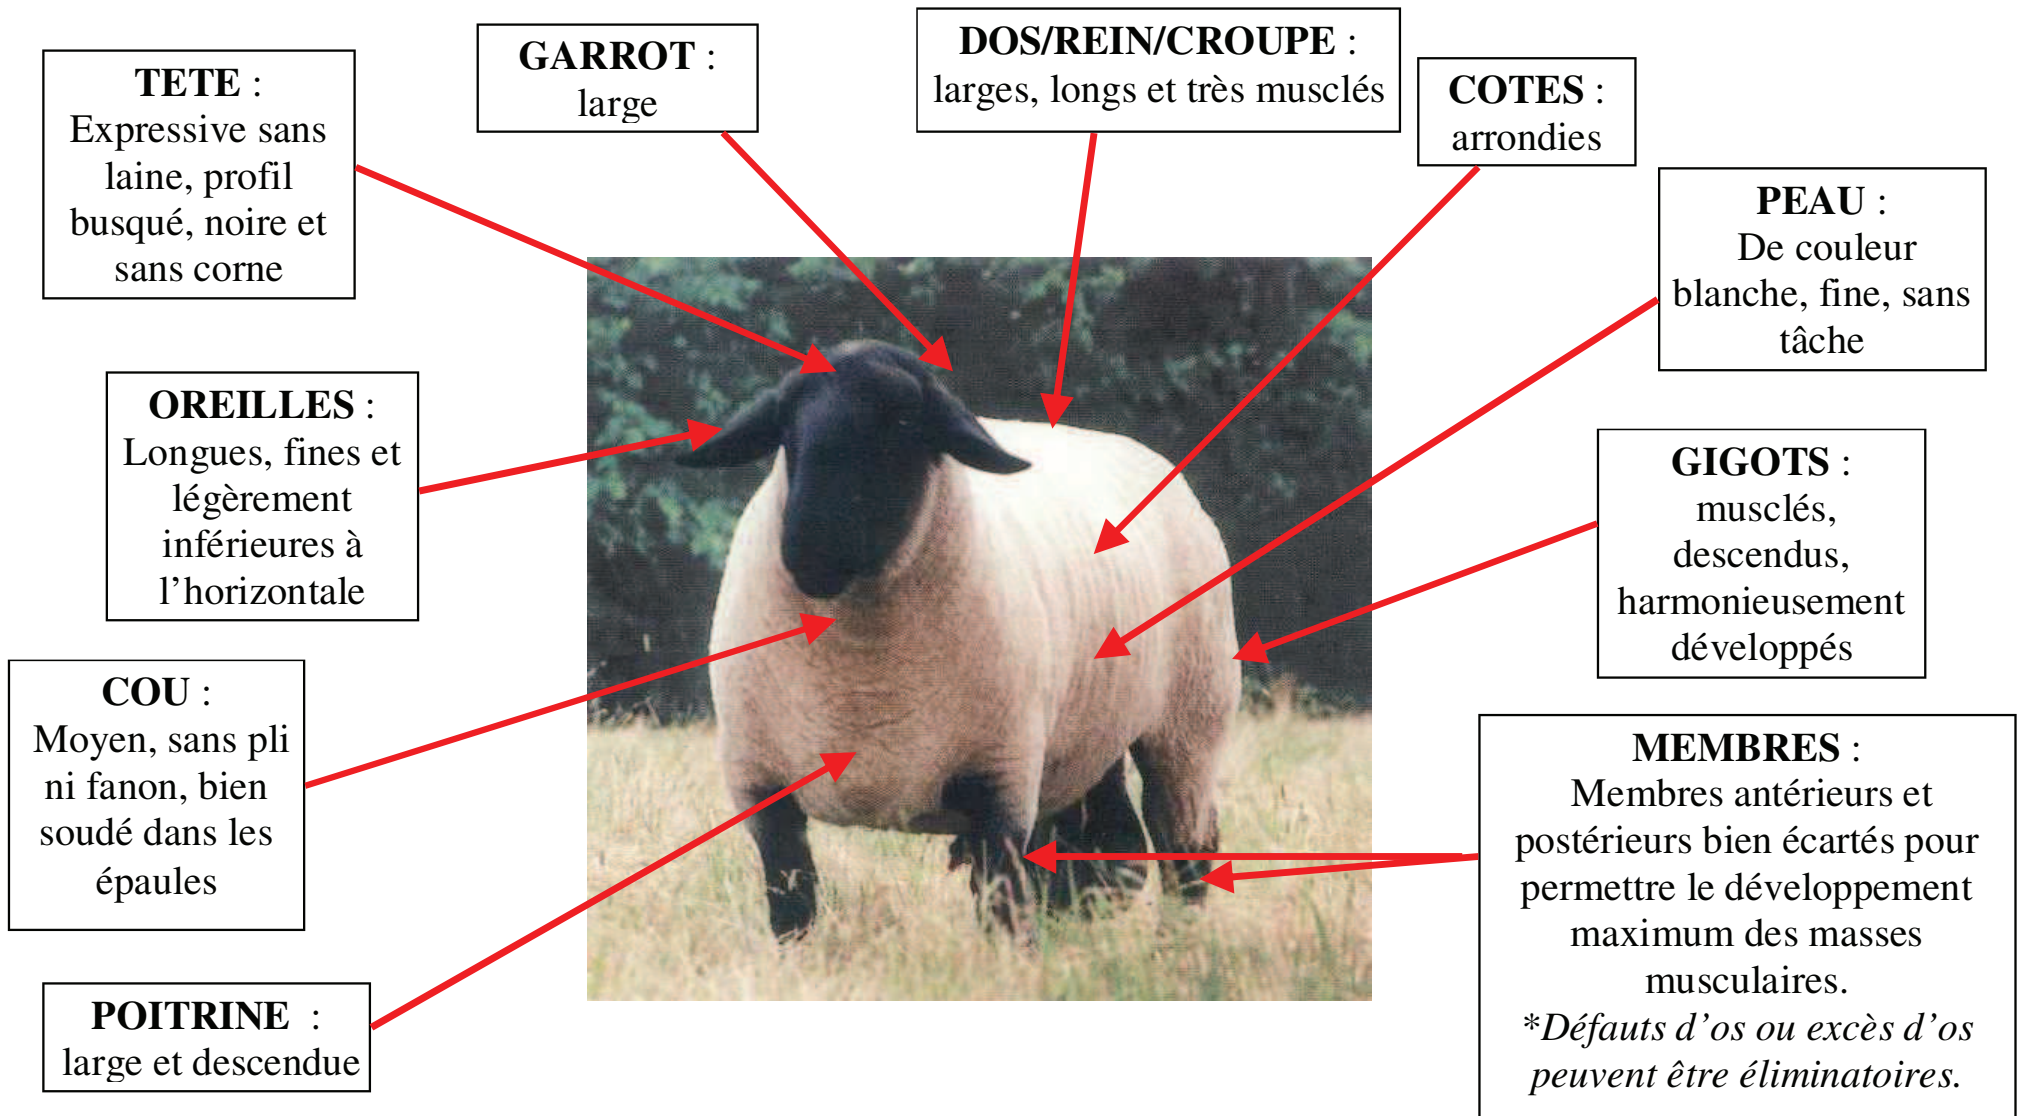 TETE :
Expressive sans
laine, profil
busqué, noire et
sans corne
GARROT :
large
DOS/REIN/CROUPE :
larges, longs et très musclés
COTES :
arrondies
PEAU :
De couleur
blanche, fine, sans
tâche
OREILLES :
Longues, fines et
légèrement
inférieures à
l’horizontale
GIGOTS :
musclés,
descendus,
harmonieusement
développés
COU :
Moyen, sans pli
ni fanon, bien
soudé dans les
épaules
MEMBRES :
Membres antérieurs et
postérieurs bien écartés pour
permettre le développement
maximum des masses
musculaires.
*Défauts d’os ou excès d’os
peuvent être éliminatoires.
POITRINE :
large et descendue